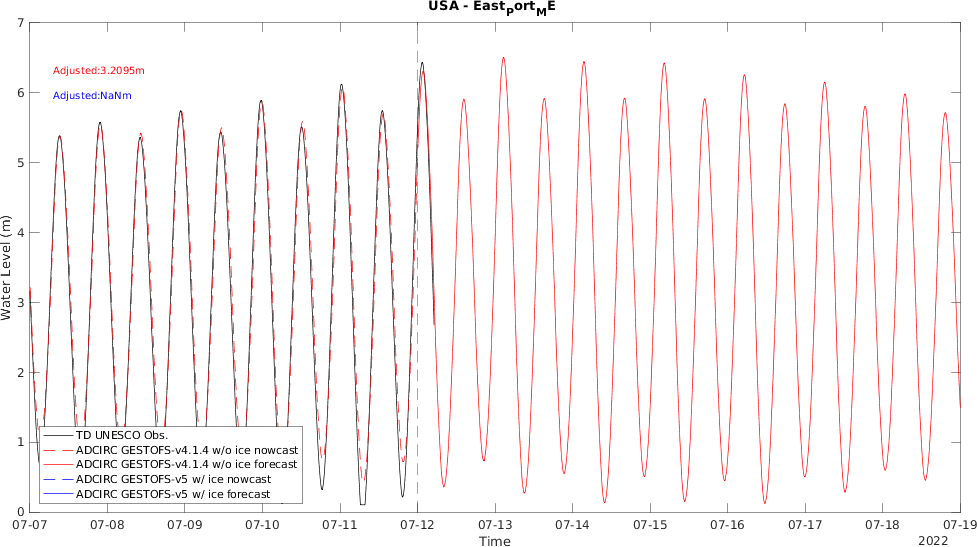 USA - EastPortME
7
6
5
4
3
2
1
0
Water Level (m)
Adjusted:3.2095m
Adjusted:NaNm
TD UNESCO Obs.
ADCIRC GESTOFS-v4.1.4 w/o ice nowcast
ADCIRC GESTOFS-v4.1.4 w/o ice forecast
ADCIRC GESTOFS-v5 w/ ice nowcast
ADCIRC GESTOFS-v5 w/ ice forecast
07-07 07-08 07-09 07-10 07-11 07-12 07-13 07-14 07-15 07-16 07-17 07-18 07-19
Time
2022